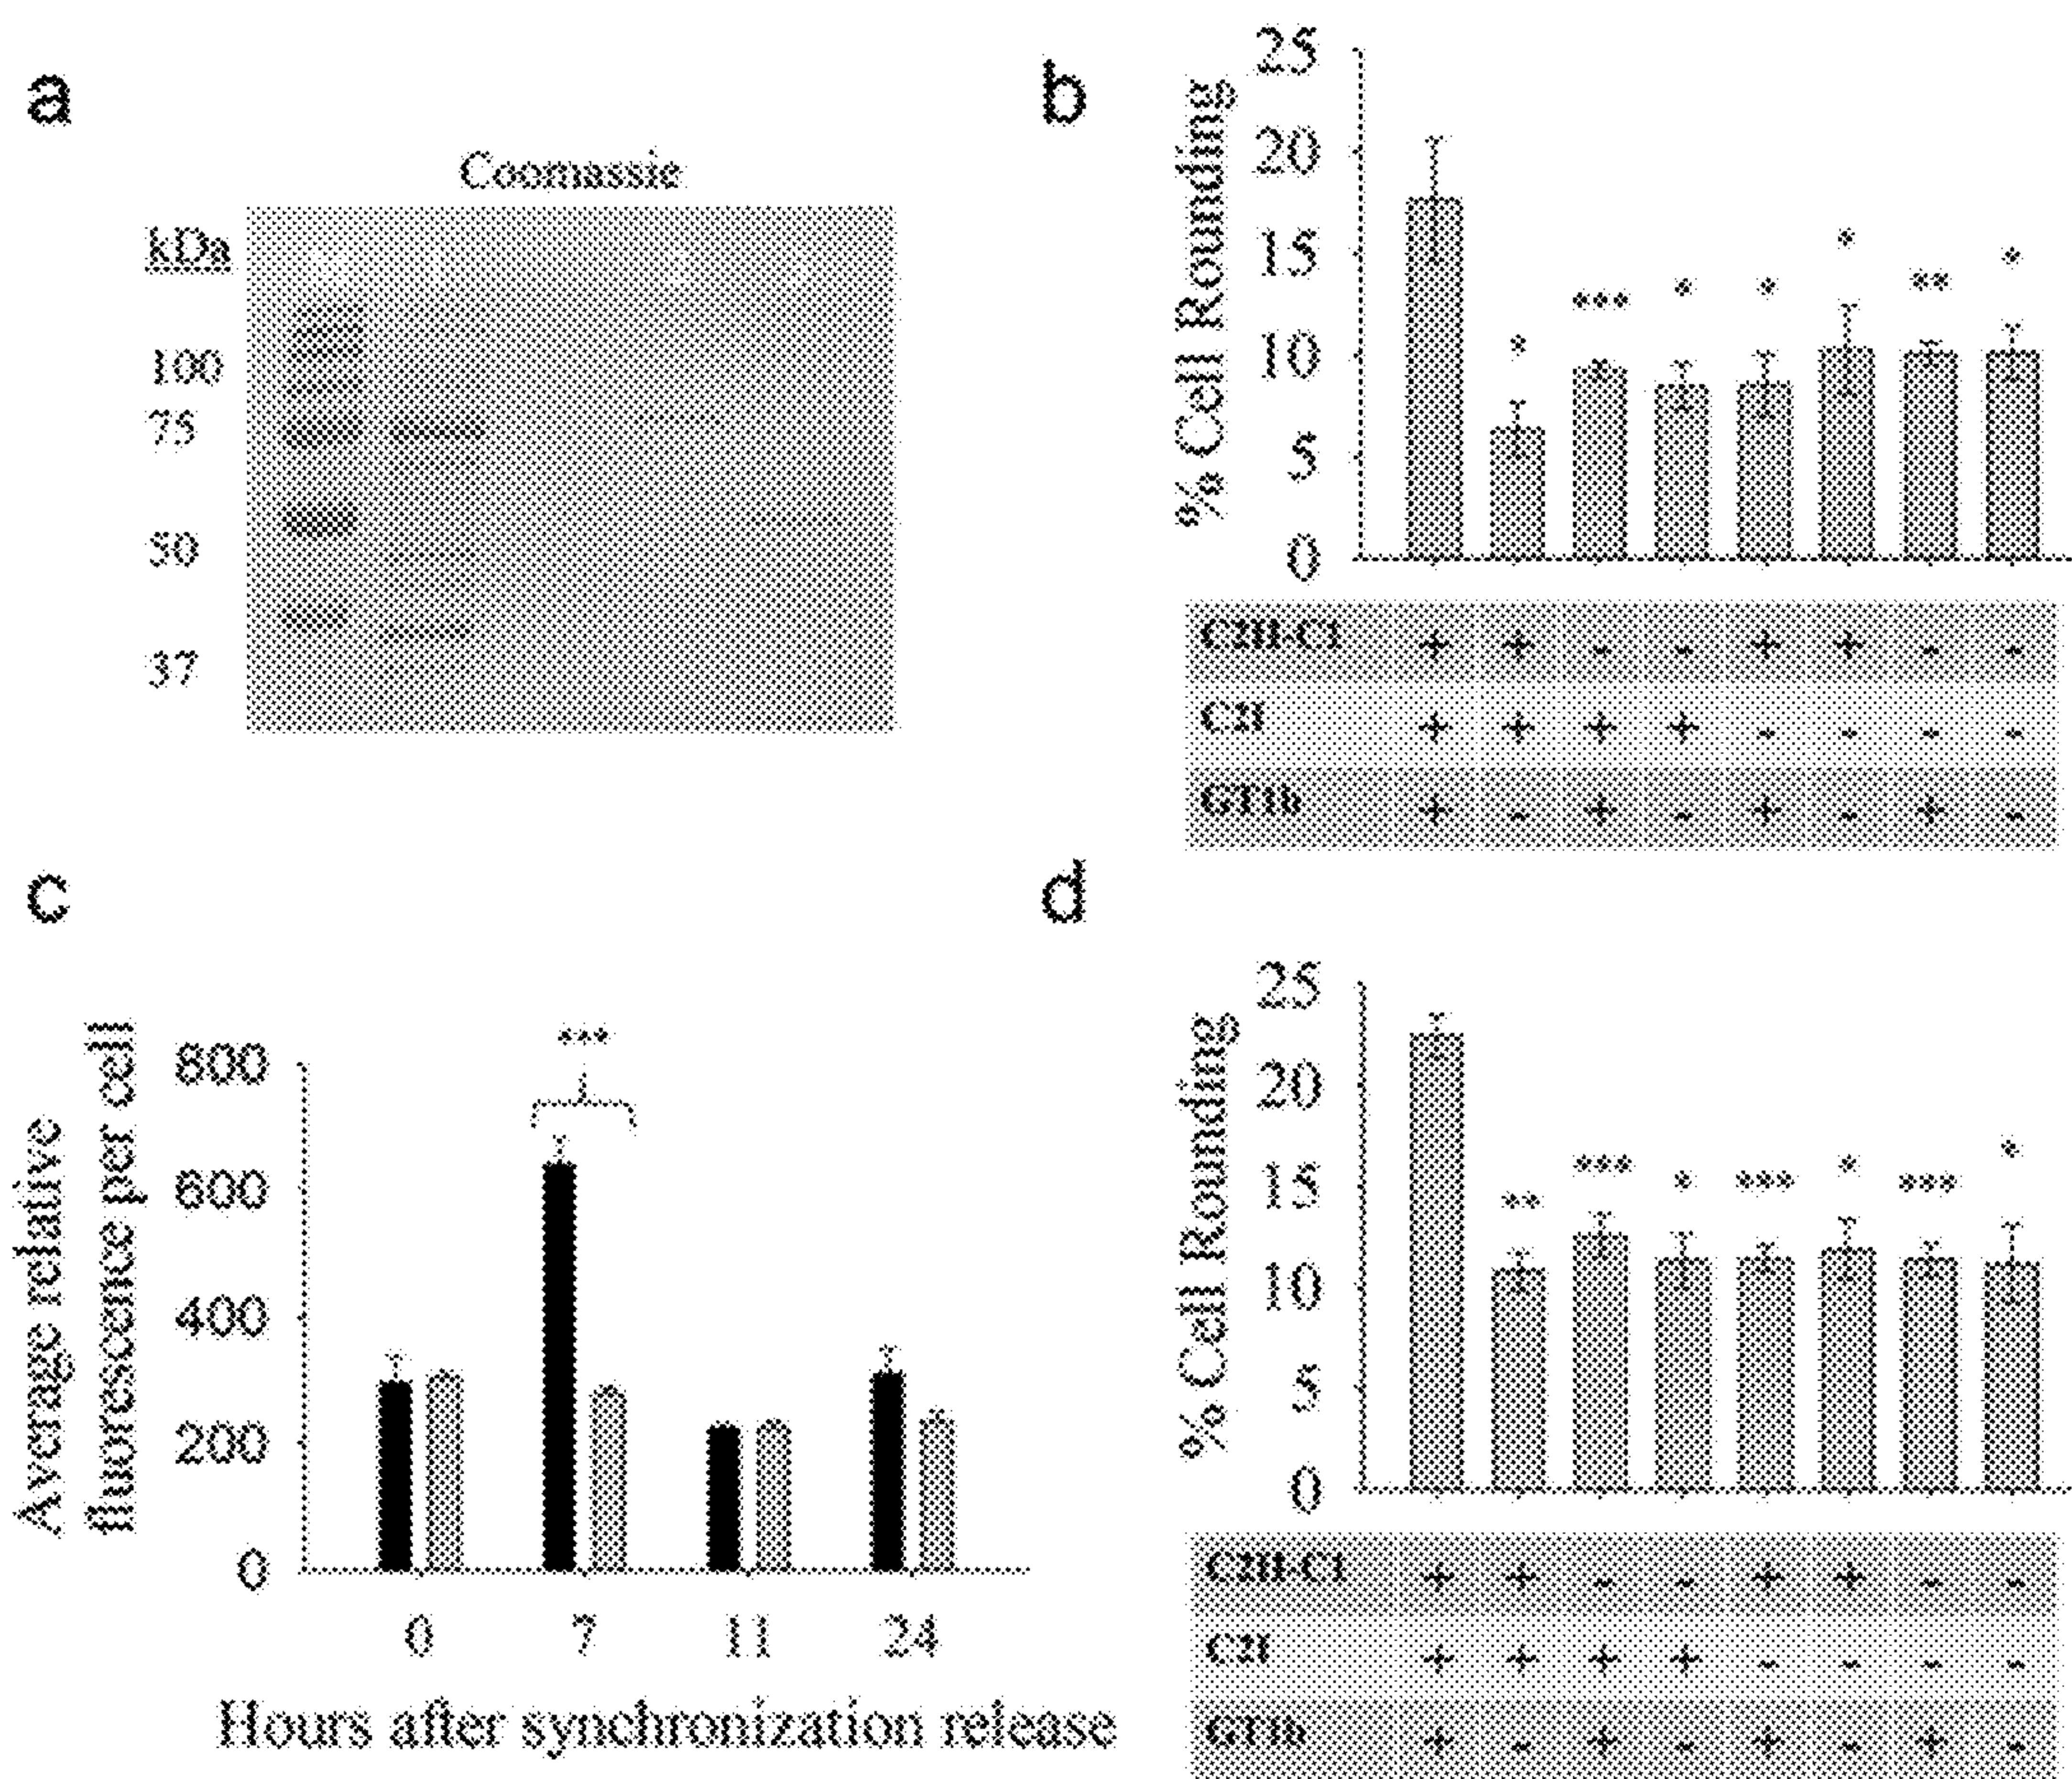 a
Coomassie
kDa
100
75
50
37
b
% Cell Rounding
25
20
15
10
5
0
*
***
*
*
*
**
*
C2II-C1 + + - - + + - -
C2I + + + + - - - -
GT1b + - + - + - + -
c
Average relative
fluorescence per cell
800
600
400
200
0
***
0 7 11 24
Hours after synchronization release
d
% Cell Rounding
25
20
15
10
5
0
**
***
*
***
*
***
*
C2II-C1 + + - - + + - -
C2I + + + + - - - -
GT1b + - + - + - + -